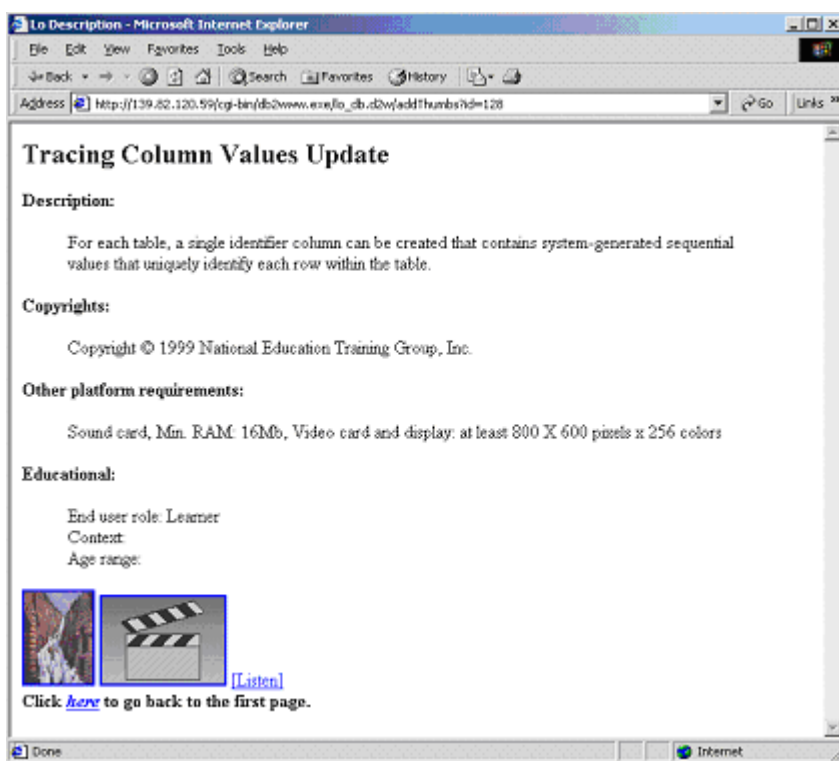 Lo Description - Microsoft Internet Explorer
File Edit View Favorites Tools Help
Back Search Favorites History
Address http://139.82.120.59/cgi-bin/db2www.exe/lo_db.d2w/addThumbs?id=128 Go Links »
Tracing Column Values Update
Description:
For each table, a single identifier column can be created that contains system-generated sequential
values that uniquely identify each row within the table.
Copyrights:
Copyright © 1999 National Education Training Group, Inc.
Other platform requirements:
Sound card, Min. RAM: 16Mb, Video card and display: at least 800 X 600 pixels x 256 colors
Educational:
End user role: Learner
Context:
Age range:
[Listen]
Click here to go back to the first page.
Done Internet